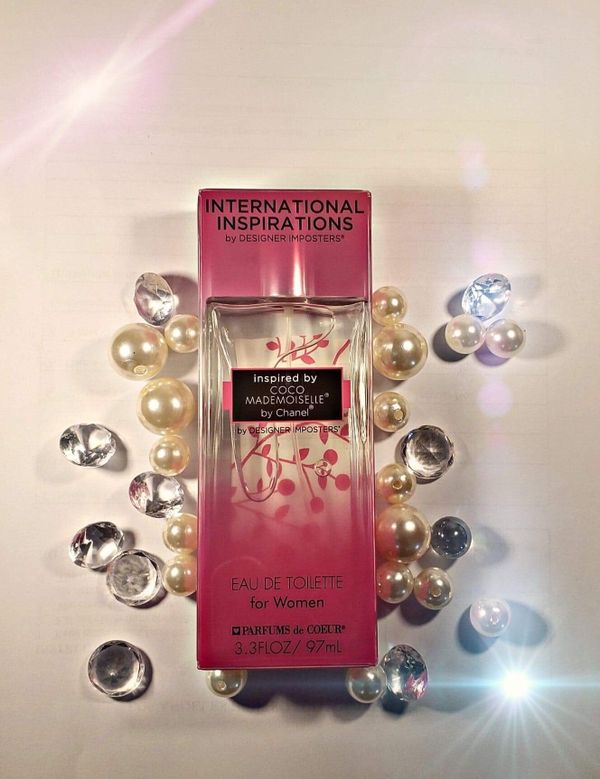 INTERNATIONAL
INSPIRATIONS
by DESIGNER IMPOSTERS®
inspired by
COCO
MADEMOISELLE®
by Chanel®
by DESIGNER IMPOSTERS®
EAU DE TOILETTE
for Women
PARFUMS de COEUR®
3.3FLOZ/ 97mL